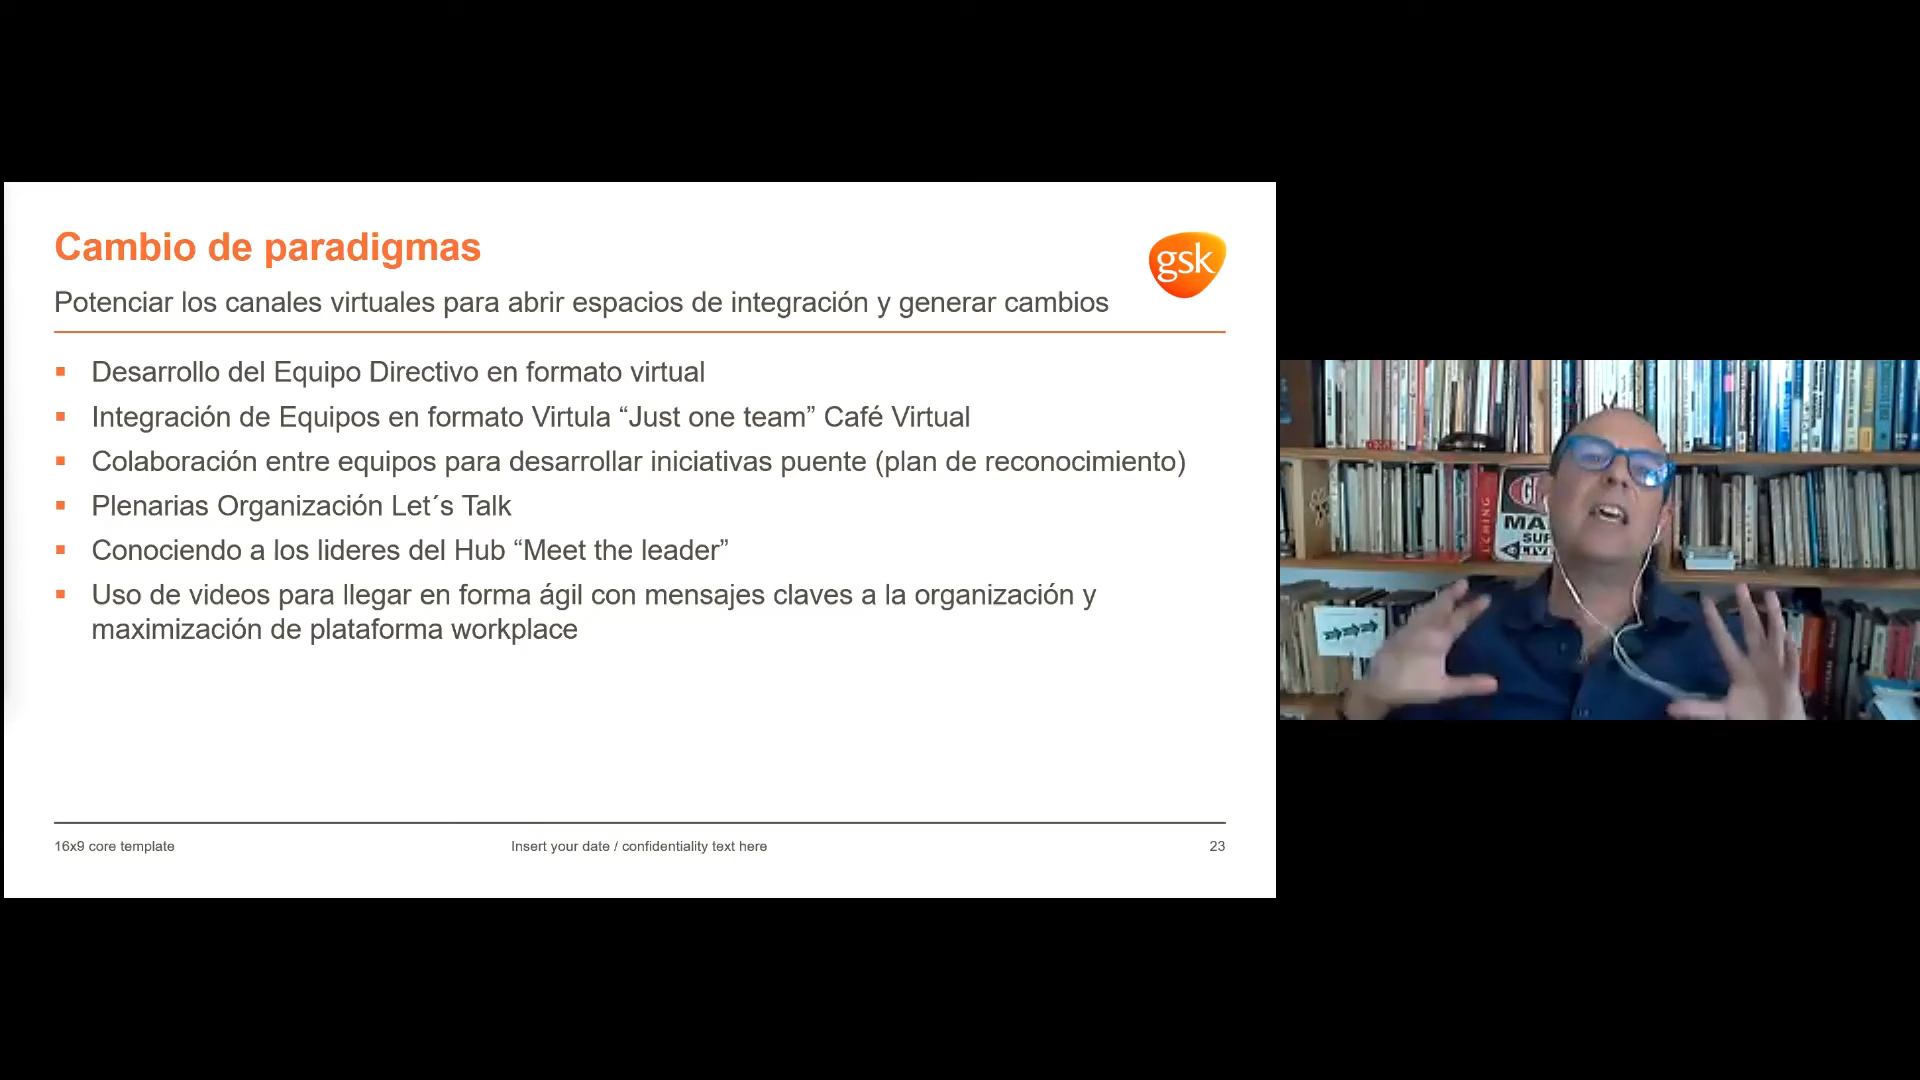 Cambio de paradigmas
gsk
Potenciar los canales virtuales para abrir espacios de integración y generar cambios
▪ Desarrollo del Equipo Directivo en formato virtual
▪ Integración de Equipos en formato Virtula “Just one team” Café Virtual
▪ Colaboración entre equipos para desarrollar iniciativas puente (plan de reconocimiento)
▪ Plenarias Organización Let´s Talk
▪ Conociendo a los lideres del Hub “Meet the leader”
▪ Uso de videos para llegar en forma ágil con mensajes claves a la organización y
maximización de plataforma workplace
16x9 core template
Insert your date / confidentiality text here
23
I CHING
MA
SUR
LIV